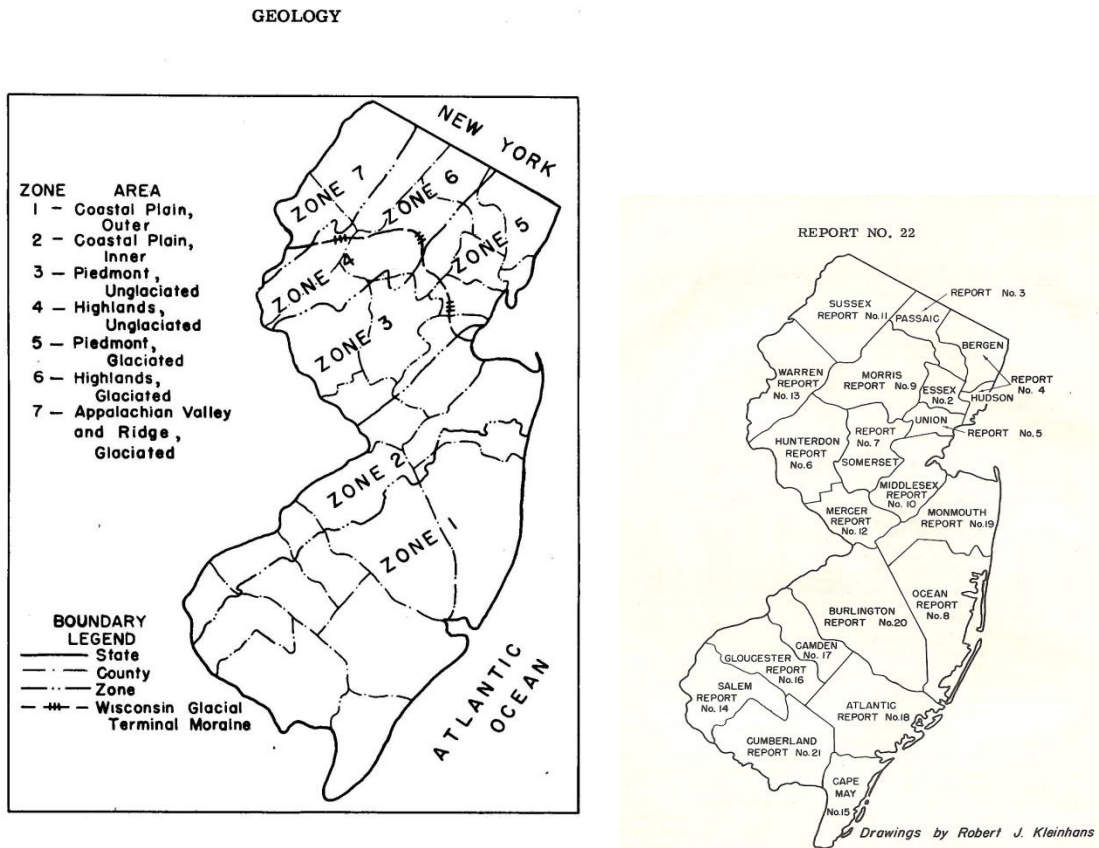 GEOLOGY
NEW YORK
ZONE AREA
1 – Coastal Plain,
Outer
2 – Coastal Plain,
Inner
3 – Piedmont,
Unglaciated
4 – Highlands,
Unglaciated
5 – Piedmont,
Glaciated
6 – Highlands,
Glaciated
7 – Appalachian Valley
and Ridge,
Glaciated
ZONE 7
ZONE 6
ZONE 5
ZONE 4
ZONE 3
ZONE 2
ZONE 1
BOUNDARY
LEGEND
State
County
Zone
Wisconsin Glacial
Terminal Moraine
ATLANTIC
OCEAN
REPORT NO. 22
SUSSEX
REPORT No.11
PASSAIC
REPORT No. 3
BERGEN
WARREN
REPORT
No.13
MORRIS
REPORT No.9
ESSEX
No.2
HUDSON
REPORT
No. 4
UNION
REPORT No.5
HUNTERDON
REPORT
No.6
REPORT
No.7
SOMERSET
MIDDLESEX
REPORT
No.10
MERCER
REPORT
No.12
MONMOUTH
REPORT No.19
OCEAN
REPORT
No.8
BURLINGTON
REPORT No.20
CAMDEN
No.17
GLOUCESTER
REPORT
No.16
SALEM
REPORT
No.14
ATLANTIC
REPORT No.18
CUMBERLAND
REPORT No.21
CAPE
MAY
No.15
Drawings by Robert J. Kleinhans